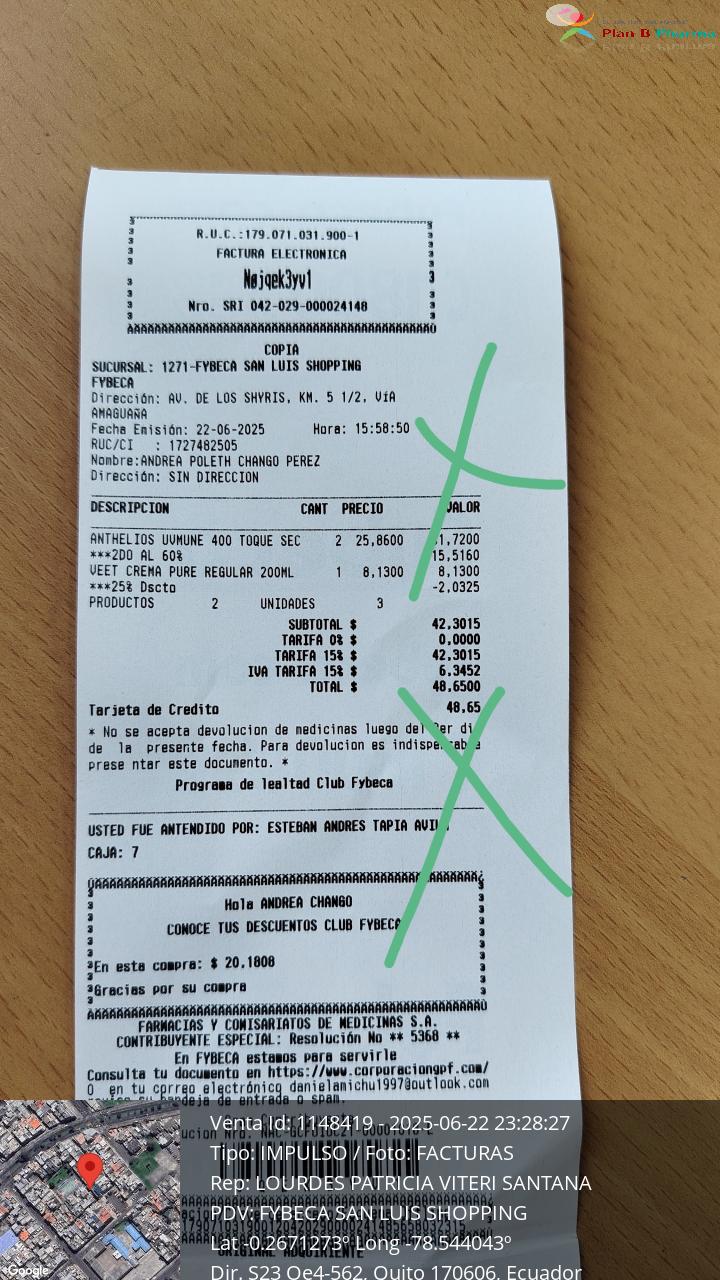 Plan B Pharma
R.U.C.:179.071.031.900-1
FACTURA ELECTRONICA
Nøjqek3yv1
Nro. SRI 042-029-000024148
COPIA
SUCURSAL: 1271-FYBECA SAN LUIS SHOPPING
FYBECA
Dirección: AV. DE LOS SHYRIS, KM. 5 1/2, VíA
AMAGUAÑA
Fecha Emisión: 22-06-2025 Hora: 15:58:50
RUC/CI : 1727482505
Nombre:ANDREA POLETH CHANGO PEREZ
Dirección: SIN DIRECCION
DESCRIPCION CANT PRECIO VALOR
ANTHELIOS UVMUNE 400 TOQUE SEC 2 25,8600 1,7200
***2DO AL 60% 15,5160
VEET CREMA PURE REGULAR 200ML 1 8,1300 8,1300
***25% Dscto -2,0325
PRODUCTOS 2 UNIDADES 3
SUBTOTAL $ 42,3015
TARIFA 0% $ 0,0000
TARIFA 15% $ 42,3015
IVA TARIFA 15% $ 6,3452
TOTAL $ 48,6500
Tarjeta de Credito 48,65
* No se acepta devolucion de medicinas luego del
de la presente fecha. Para devolucion es indispensable
prese ntar este documento. *
Programa de lealtad Club Fybeca
USTED FUE ANTENDIDO POR: ESTEBAN ANDRES TAPIA
CAJA: 7
Hola ANDREA CHANGO
CONOCE TUS DESCUENTOS CLUB FYBECA
En esta compra: $ 20,1808
Gracias por su compra
FARMACIAS Y COMISARIATOS DE MEDICINAS S.A.
CONTRIBUYENTE ESPECIAL: Resolución No ** 5368 **
En FYBECA estamos para servirle
Consulta tu documento en https://www.corporaciongpf.com/
O en tu correo electrónico danielamichu1997@outlook.com
bandeja de entrada o spam.
Venta Id: 1148419 - 2025-06-22 23:28:27
Tipo: IMPULSO / Foto: FACTURAS
Rep: LOURDES PATRICIA VITERI SANTANA
PDV: FYBECA SAN LUIS SHOPPING
Lat -0.2671273º Long -78.544043º
ORIGINAL ADQUIRIENTE
Dir. S23 Oe4-562, Quito 170606, Ecuador
Google